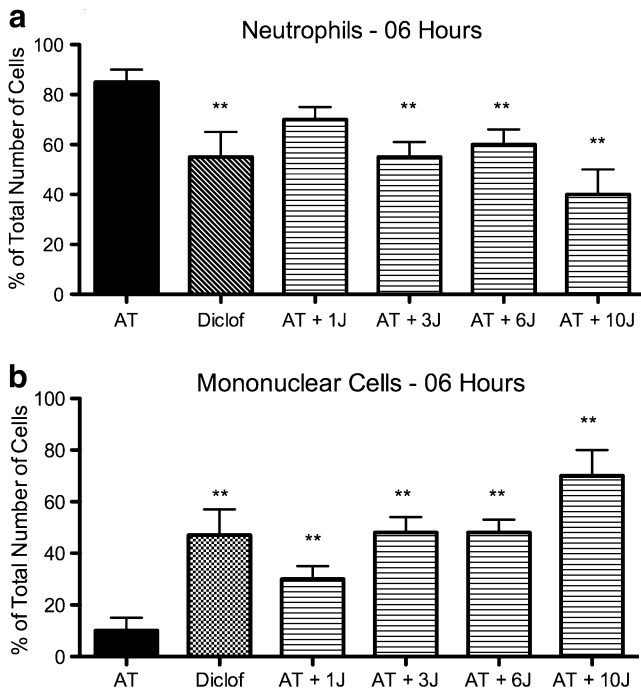 a
Neutrophils - 06 Hours
% of Total Number of Cells
100
80
60
40
20
0
**
**
**
**
AT
Diclof
AT + 1J
AT + 3J
AT + 6J
AT + 10J
b
Mononuclear Cells - 06 Hours
% of Total Number of Cells
100
80
60
40
20
0
**
**
**
**
**
AT
Diclof
AT + 1J
AT + 3J
AT + 6J
AT + 10J